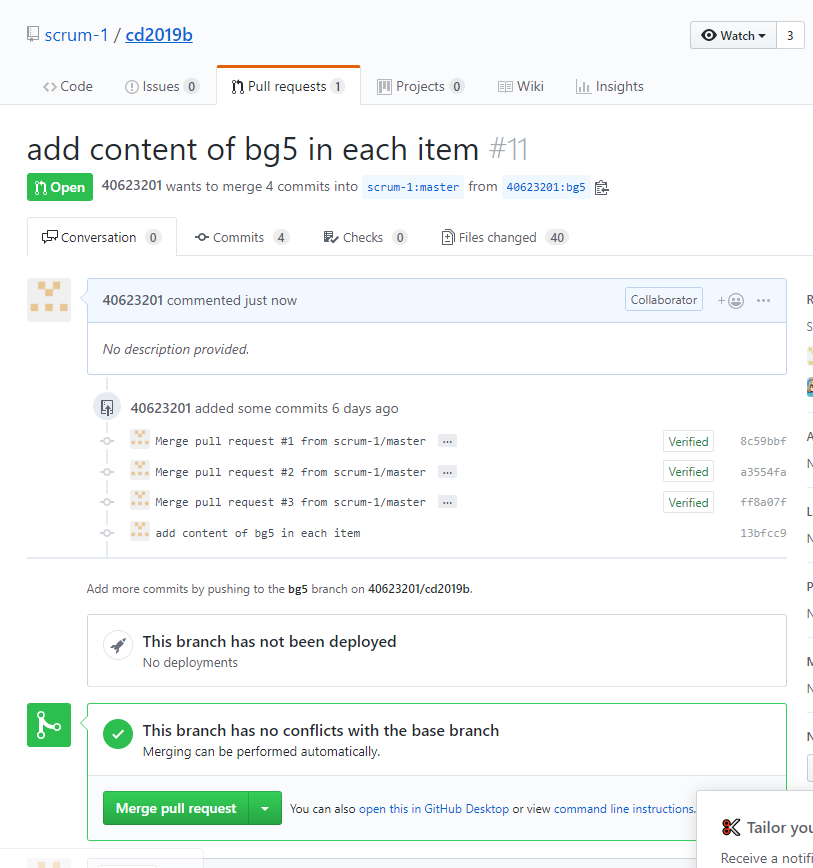 scrum-1 / cd2019b
Watch 3
Code Issues 0 Pull requests 1 Projects 0 Wiki Insights
add content of bg5 in each item #11
Open 40623201 wants to merge 4 commits into scrum-1:master from 40623201:bg5
Conversation 0 Commits 4 Checks 0 Files changed 40
40623201 commented just now Collaborator
No description provided.
40623201 added some commits 6 days ago
Merge pull request #1 from scrum-1/master … Verified 8c59bbf
Merge pull request #2 from scrum-1/master … Verified a3554fa
Merge pull request #3 from scrum-1/master … Verified ff8a07f
add content of bg5 in each item 13bfcc9
Add more commits by pushing to the bg5 branch on 40623201/cd2019b.
This branch has not been deployed
No deployments
This branch has no conflicts with the base branch
Merging can be performed automatically.
Merge pull request You can also open this in GitHub Desktop or view command line instructions.
Tailor you
Receive a notifi